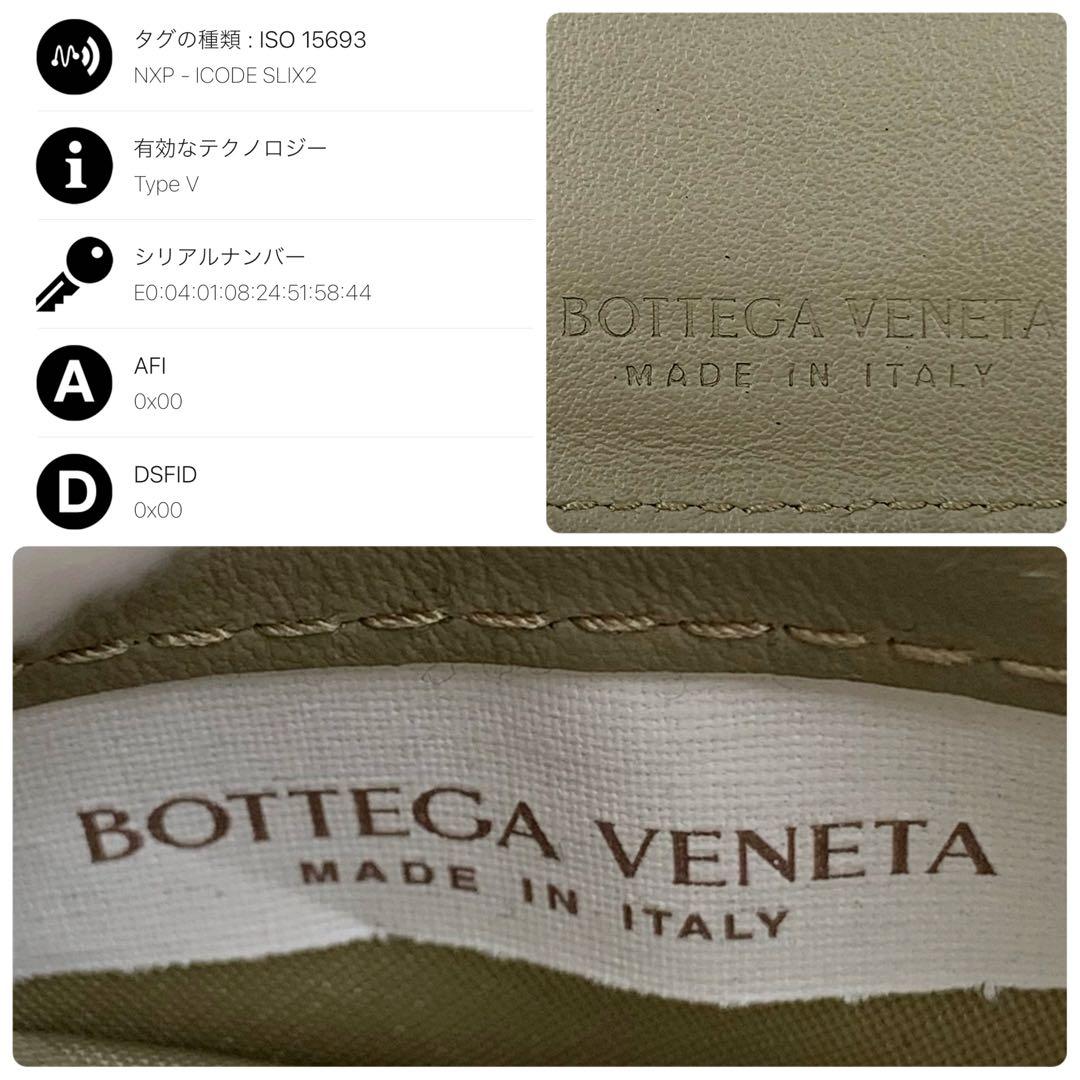 タグの種類 : ISO 15693
NXP - ICODE SLIX2
有効なテクノロジー
Type V
シリアルナンバー
E0:04:01:08:24:51:58:44
A
AFI
0x00
D
DSFID
0x00
BOTTEGA VENETA
MADE IN ITALY
BOTTEGA VENETA
MADE IN ITALY